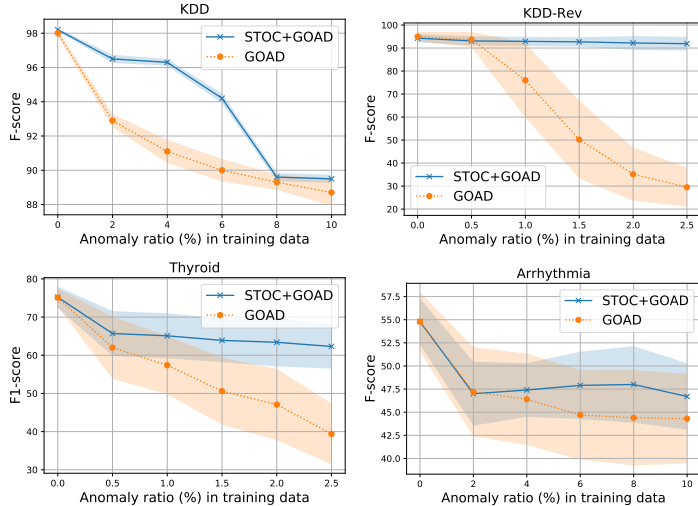 KDD
98
96
94
92
90
88
F-score
STOC+GOAD
GOAD
0
2
4
6
8
10
Anomaly ratio (%) in training data
KDD-Rev
100
90
80
70
60
50
40
30
20
F-score
STOC+GOAD
GOAD
0.0
0.5
1.0
1.5
2.0
2.5
Anomaly ratio (%) in training data
Thyroid
80
70
60
50
40
30
F1-score
STOC+GOAD
GOAD
0.0
0.5
1.0
1.5
2.0
2.5
Anomaly ratio (%) in training data
Arrhythmia
57.5
55.0
52.5
50.0
47.5
45.0
42.5
40.0
F-score
STOC+GOAD
GOAD
0
2
4
6
8
10
Anomaly ratio (%) in training data